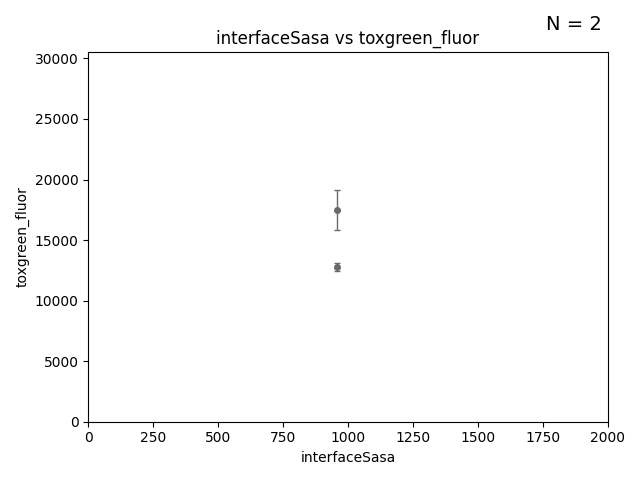 N = 2
interfaceSasa vs toxgreen_fluor
30000
25000
20000
15000
10000
5000
0
toxgreen_fluor
0 250 500 750 1000 1250 1500 1750 2000
interfaceSasa